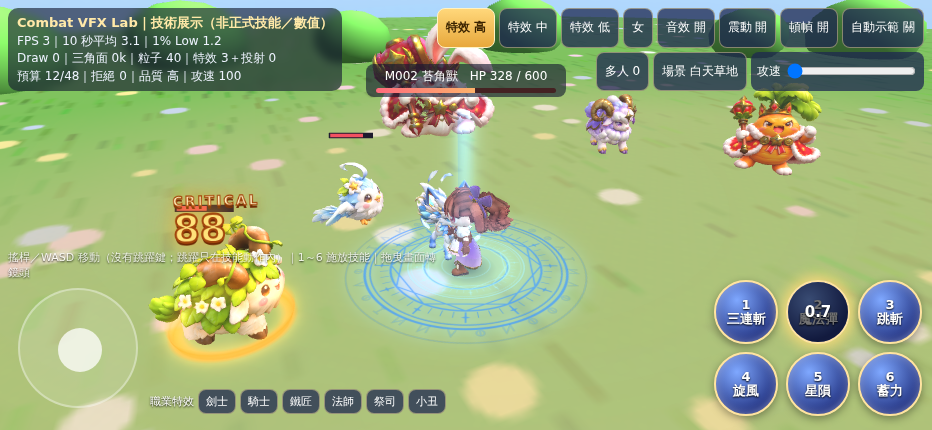 Combat VFX Lab | 技術展示（非正式技能／數值）
FPS 3 | 10 秒平均 3.1 | 1% Low 1.2
Draw 0 | 三角面 0k | 粒子 40 | 特效 3＋投射 0
預算 12/48 | 拒絕 0 | 品質 高 | 攻速 100
特效 高
特效 中
特效 低
女
音效 開
震動 開
頓幀 開
自動示範 關
多人 0
場景 白天草地
攻速
M002 苔角獸 HP 328 / 600
CRITICAL
88
搖桿／WASD 移動（沒有跳躍鍵；跳躍只在技能動作內）｜1～6 施放技能｜拖曳畫面轉
鏡頭
1
三連斬
2
魔法彈
0.7
3
跳斬
4
旋風
5
星隕
6
蓄力
職業特效
劍士
騎士
鐵匠
法師
祭司
小丑